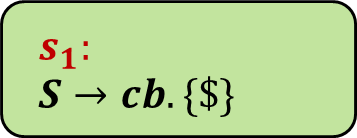 s₁:
S → cb. {$}